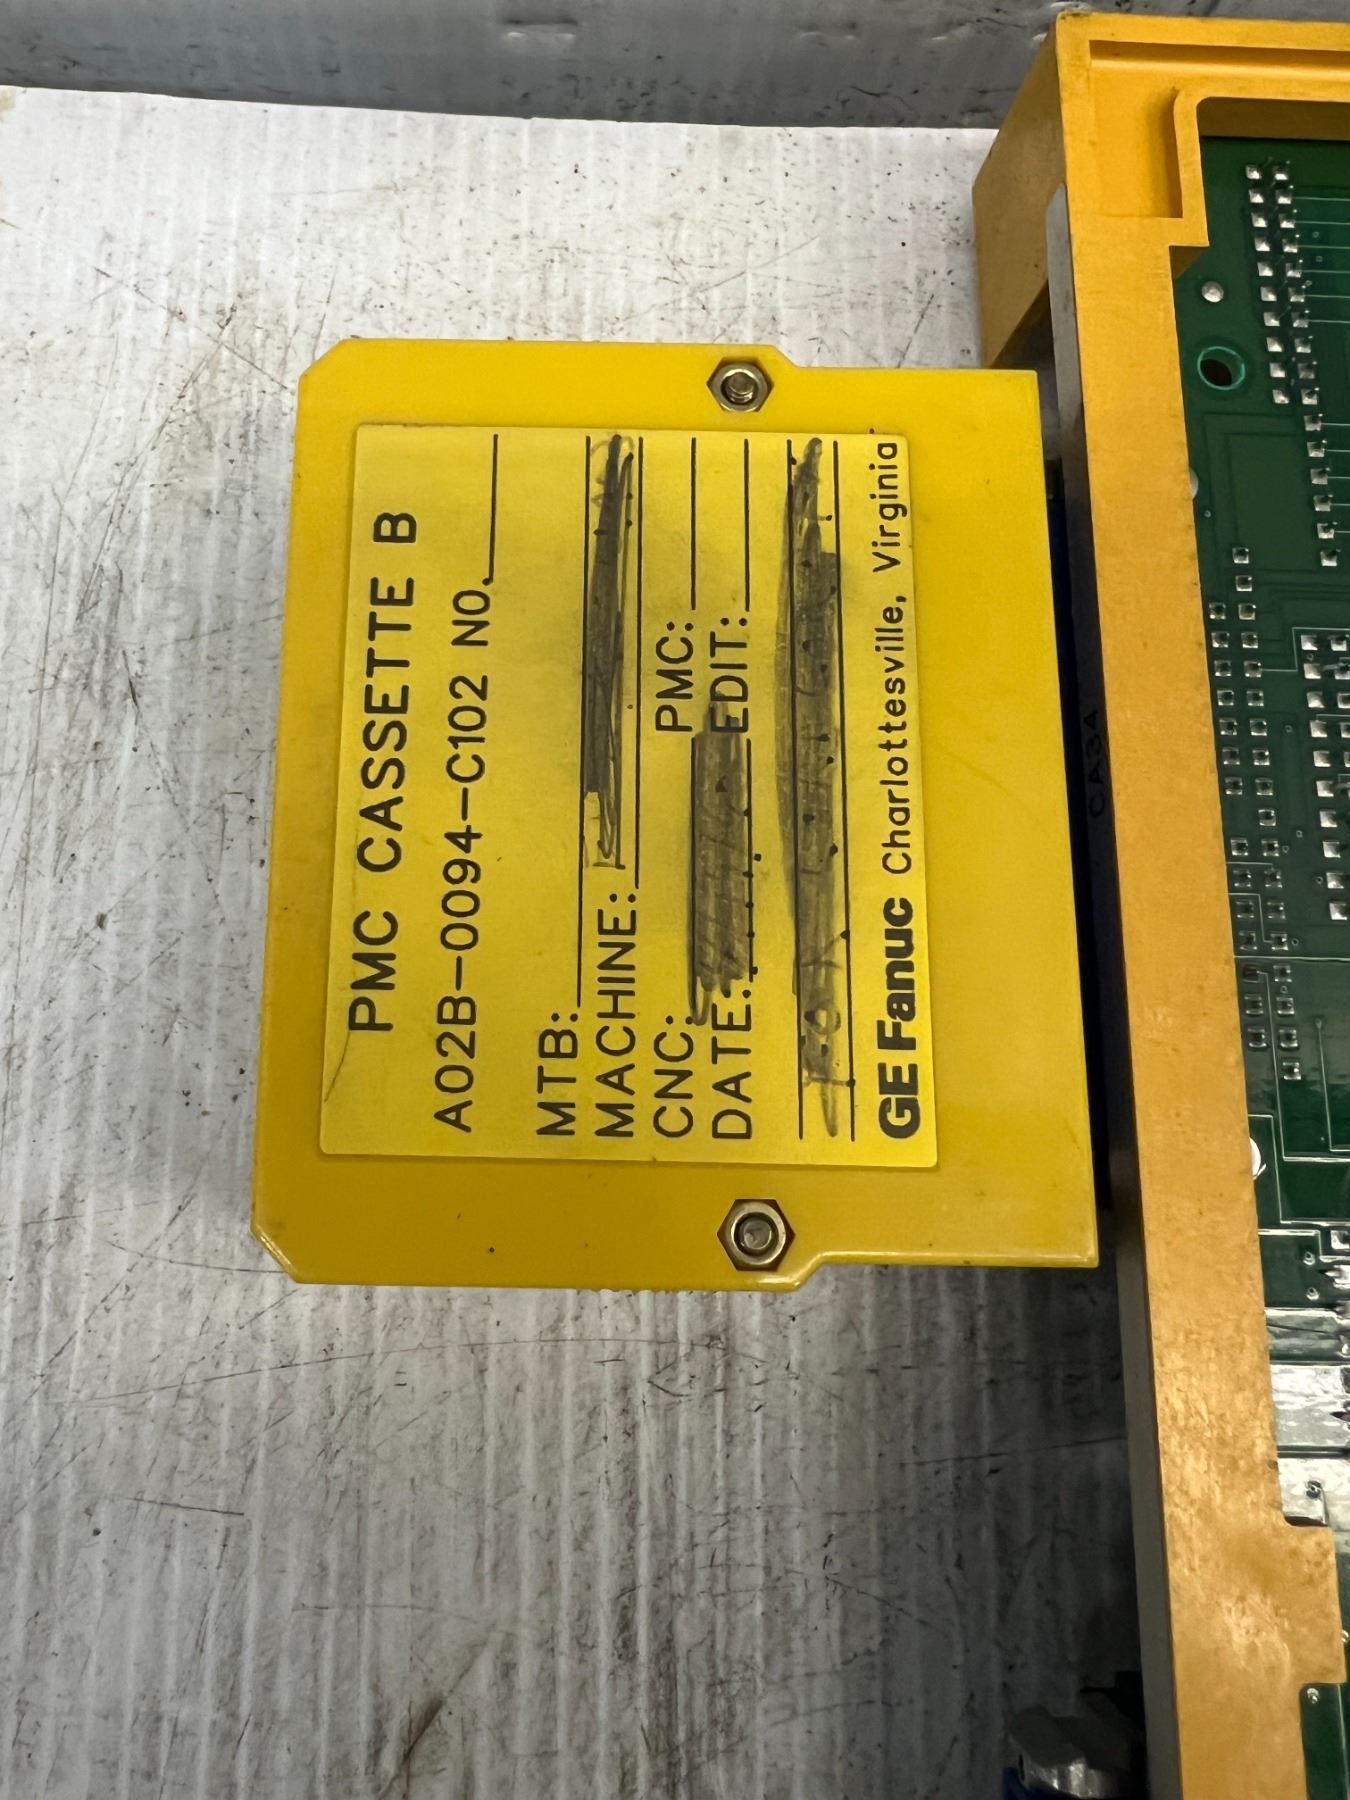 PMC CASSETTE B
A02B-0094-C102 NO.
MTB:
MACHINE:
CNC: PMC:
DATE: EDIT:
GE Fanuc Charlottesville, Virginia
CA34